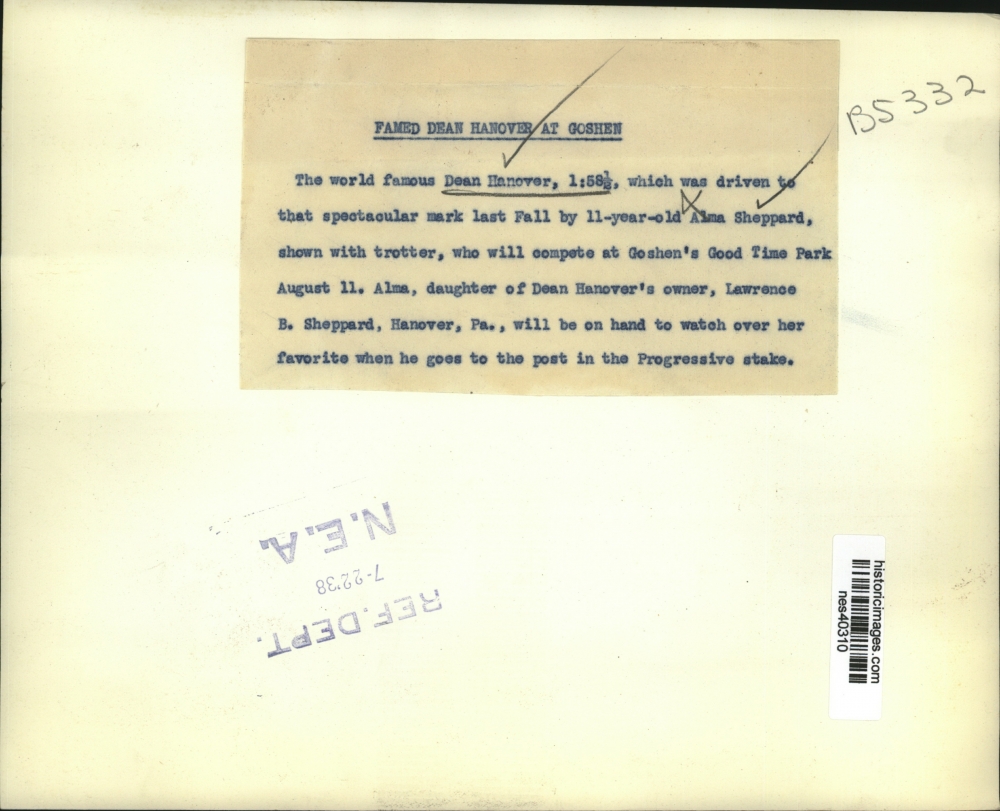 FAMED DEAN HANOVER AT GOSHEN
The world famous Dean Hanover, 1:58½, which was driven to
that spectacular mark last Fall by 11-year-old Alma Sheppard,
shown with trotter, who will compete at Goshen's Good Time Park
August 11. Alma, daughter of Dean Hanover's owner, Lawrence
B. Sheppard, Hanover, Pa., will be on hand to watch over her
favorite when he goes to the post in the Progressive stake.
B5332
REF. DEPT.
7-22'38
N.E.A.
historicimages.com
nes40310